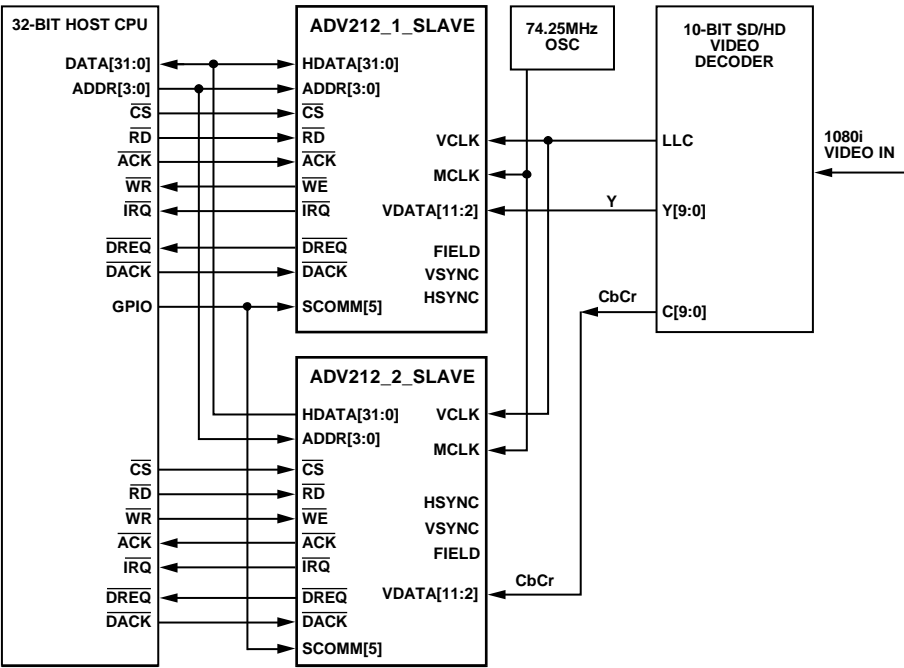 32-BIT HOST CPU
DATA[31:0]
ADDR[3:0]
CS
RD
ACK
WR
IRQ
DREQ
DACK
GPIO
CS
RD
WR
ACK
IRQ
DREQ
DACK
ADV212_1_SLAVE
HDATA[31:0]
ADDR[3:0]
CS
RD
ACK
WE
IRQ
DREQ
DACK
SCOMM[5]
VCLK
MCLK
VDATA[11:2]
FIELD
VSYNC
HSYNC
ADV212_2_SLAVE
HDATA[31:0]
ADDR[3:0]
CS
RD
WE
ACK
IRQ
DREQ
DACK
SCOMM[5]
VCLK
MCLK
HSYNC
VSYNC
FIELD
VDATA[11:2]
74.25MHz
OSC
Y
CbCr
CbCr
10-BIT SD/HD
VIDEO
DECODER
LLC
Y[9:0]
C[9:0]
1080i
VIDEO IN